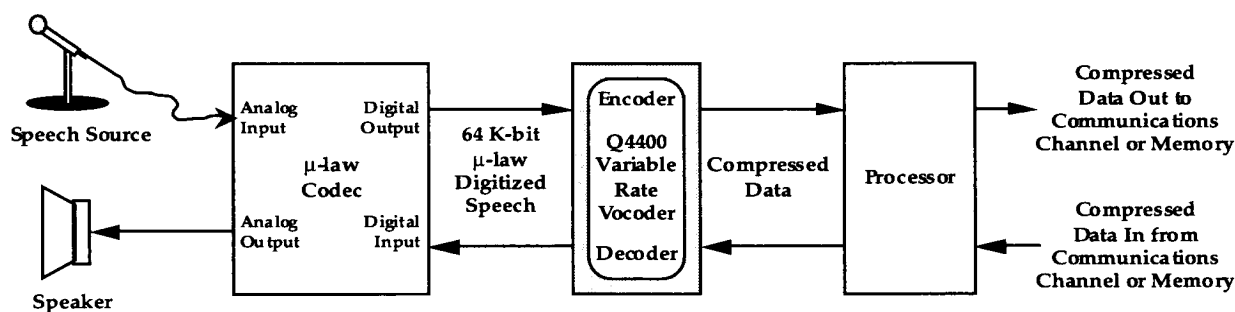 Speech Source
Analog
Input
Digital
Output
μ-law
Codec
Analog
Output
Digital
Input
Speaker
64 K-bit
μ-law
Digitized
Speech
Encoder
Q4400
Variable
Rate
Vocoder
Decoder
Compressed
Data
Processor
Compressed
Data Out to
Communications
Channel or Memory
Compressed
Data In from
Communications
Channel or Memory